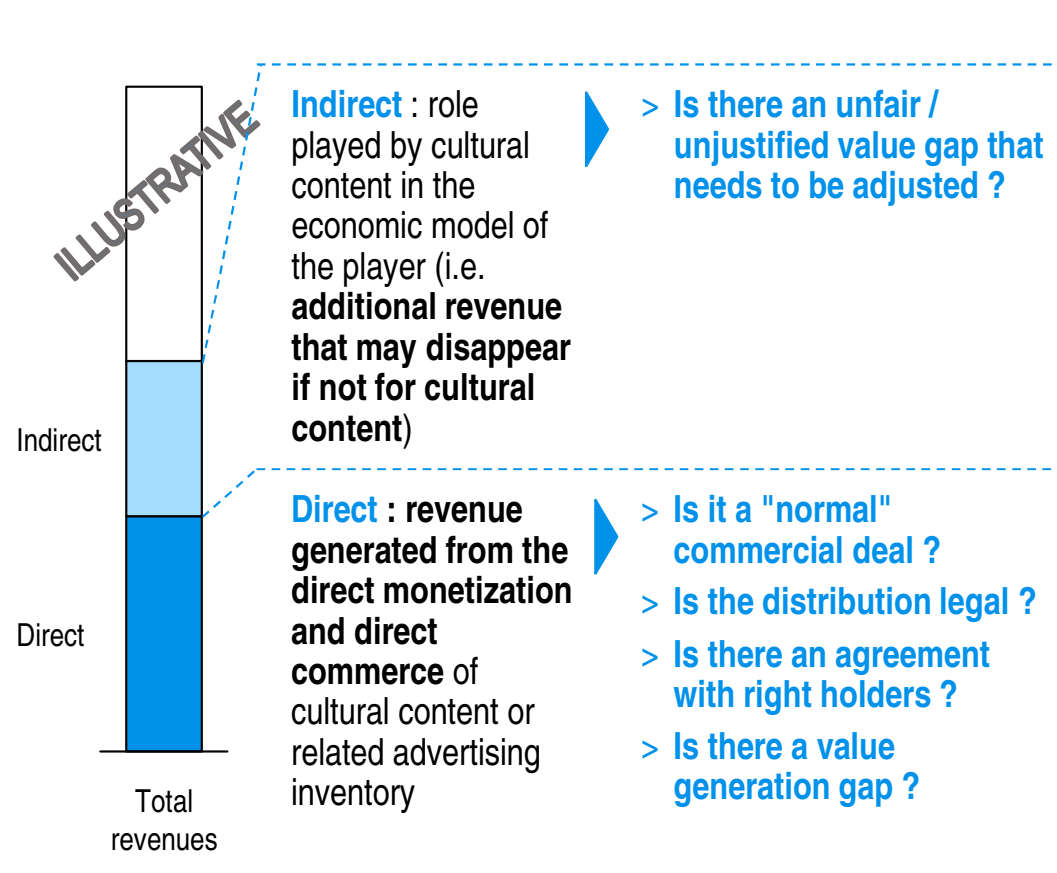 ILLUSTRATIVE
Indirect
Direct
Total
revenues
Indirect : role
played by cultural
content in the
economic model of
the player (i.e.
additional revenue
that may disappear
if not for cultural
content)
> Is there an unfair /
unjustified value gap that
needs to be adjusted ?
Direct : revenue
generated from the
direct monetization
and direct
commerce of
cultural content or
related advertising
inventory
> Is it a "normal"
commercial deal ?
> Is the distribution legal ?
> Is there an agreement
with right holders ?
> Is there a value
generation gap ?